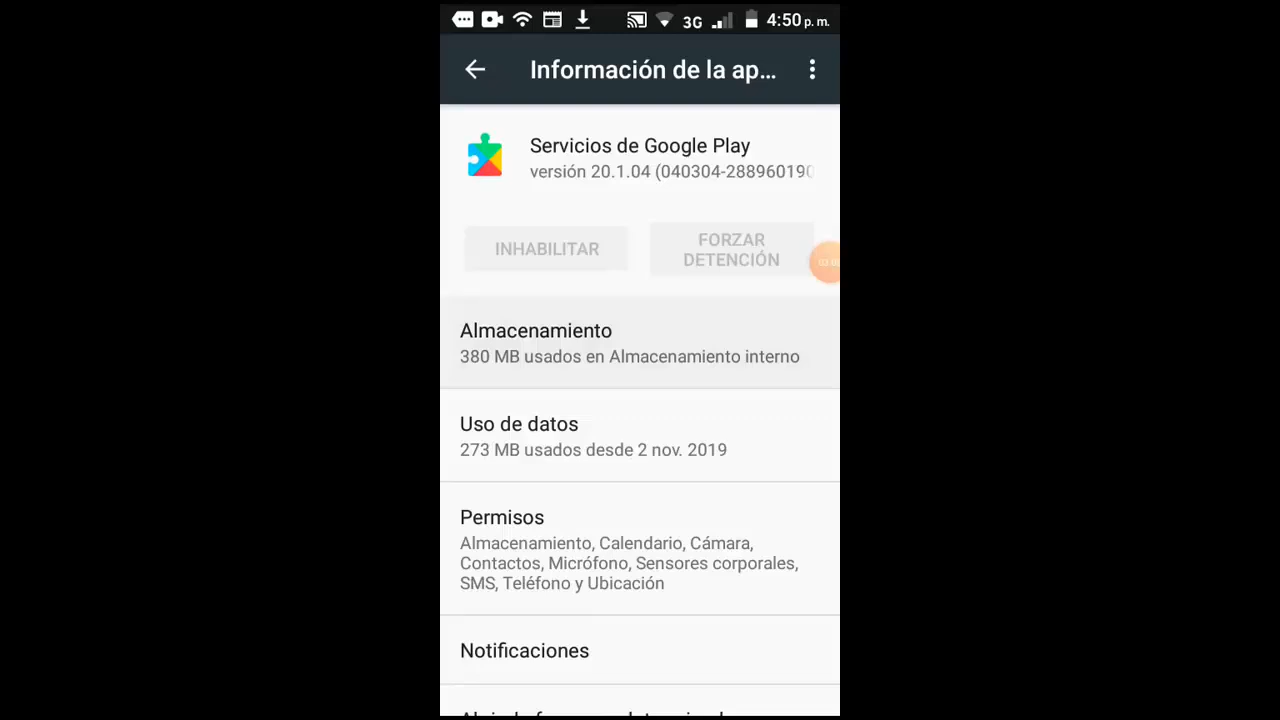 3G 4:50 p. m.
Información de la ap...
Servicios de Google Play
versión 20.1.04 (040304-288960190
INHABILITAR
FORZAR
DETENCIÓN
Almacenamiento
380 MB usados en Almacenamiento interno
Uso de datos
273 MB usados desde 2 nov. 2019
Permisos
Almacenamiento, Calendario, Cámara,
Contactos, Micrófono, Sensores corporales,
SMS, Teléfono y Ubicación
Notificaciones